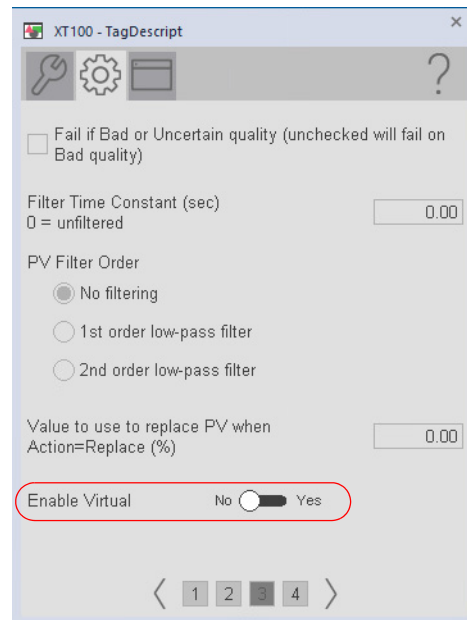 XT100 - TagDescript
×
?
Fail if Bad or Uncertain quality (unchecked will fail on
Bad quality)
Filter Time Constant (sec)
0 = unfiltered
0.00
PV Filter Order
No filtering
1st order low-pass filter
2nd order low-pass filter
Value to use to replace PV when
Action=Replace (%)
0.00
Enable Virtual No Yes
1 2 3 4